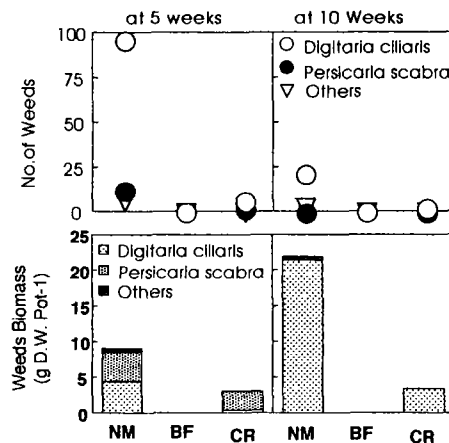 at 5 weeks
at 10 Weeks
100
75
50
25
0
No.of Weeds
Digitaria ciliaris
Persicaria scabra
Others
25
20
15
10
5
0
Weeds Biomass
(g D.W. Pot-1)
Digitaria ciliaris
Persicaria scabra
Others
NM BF CR NM BF CR